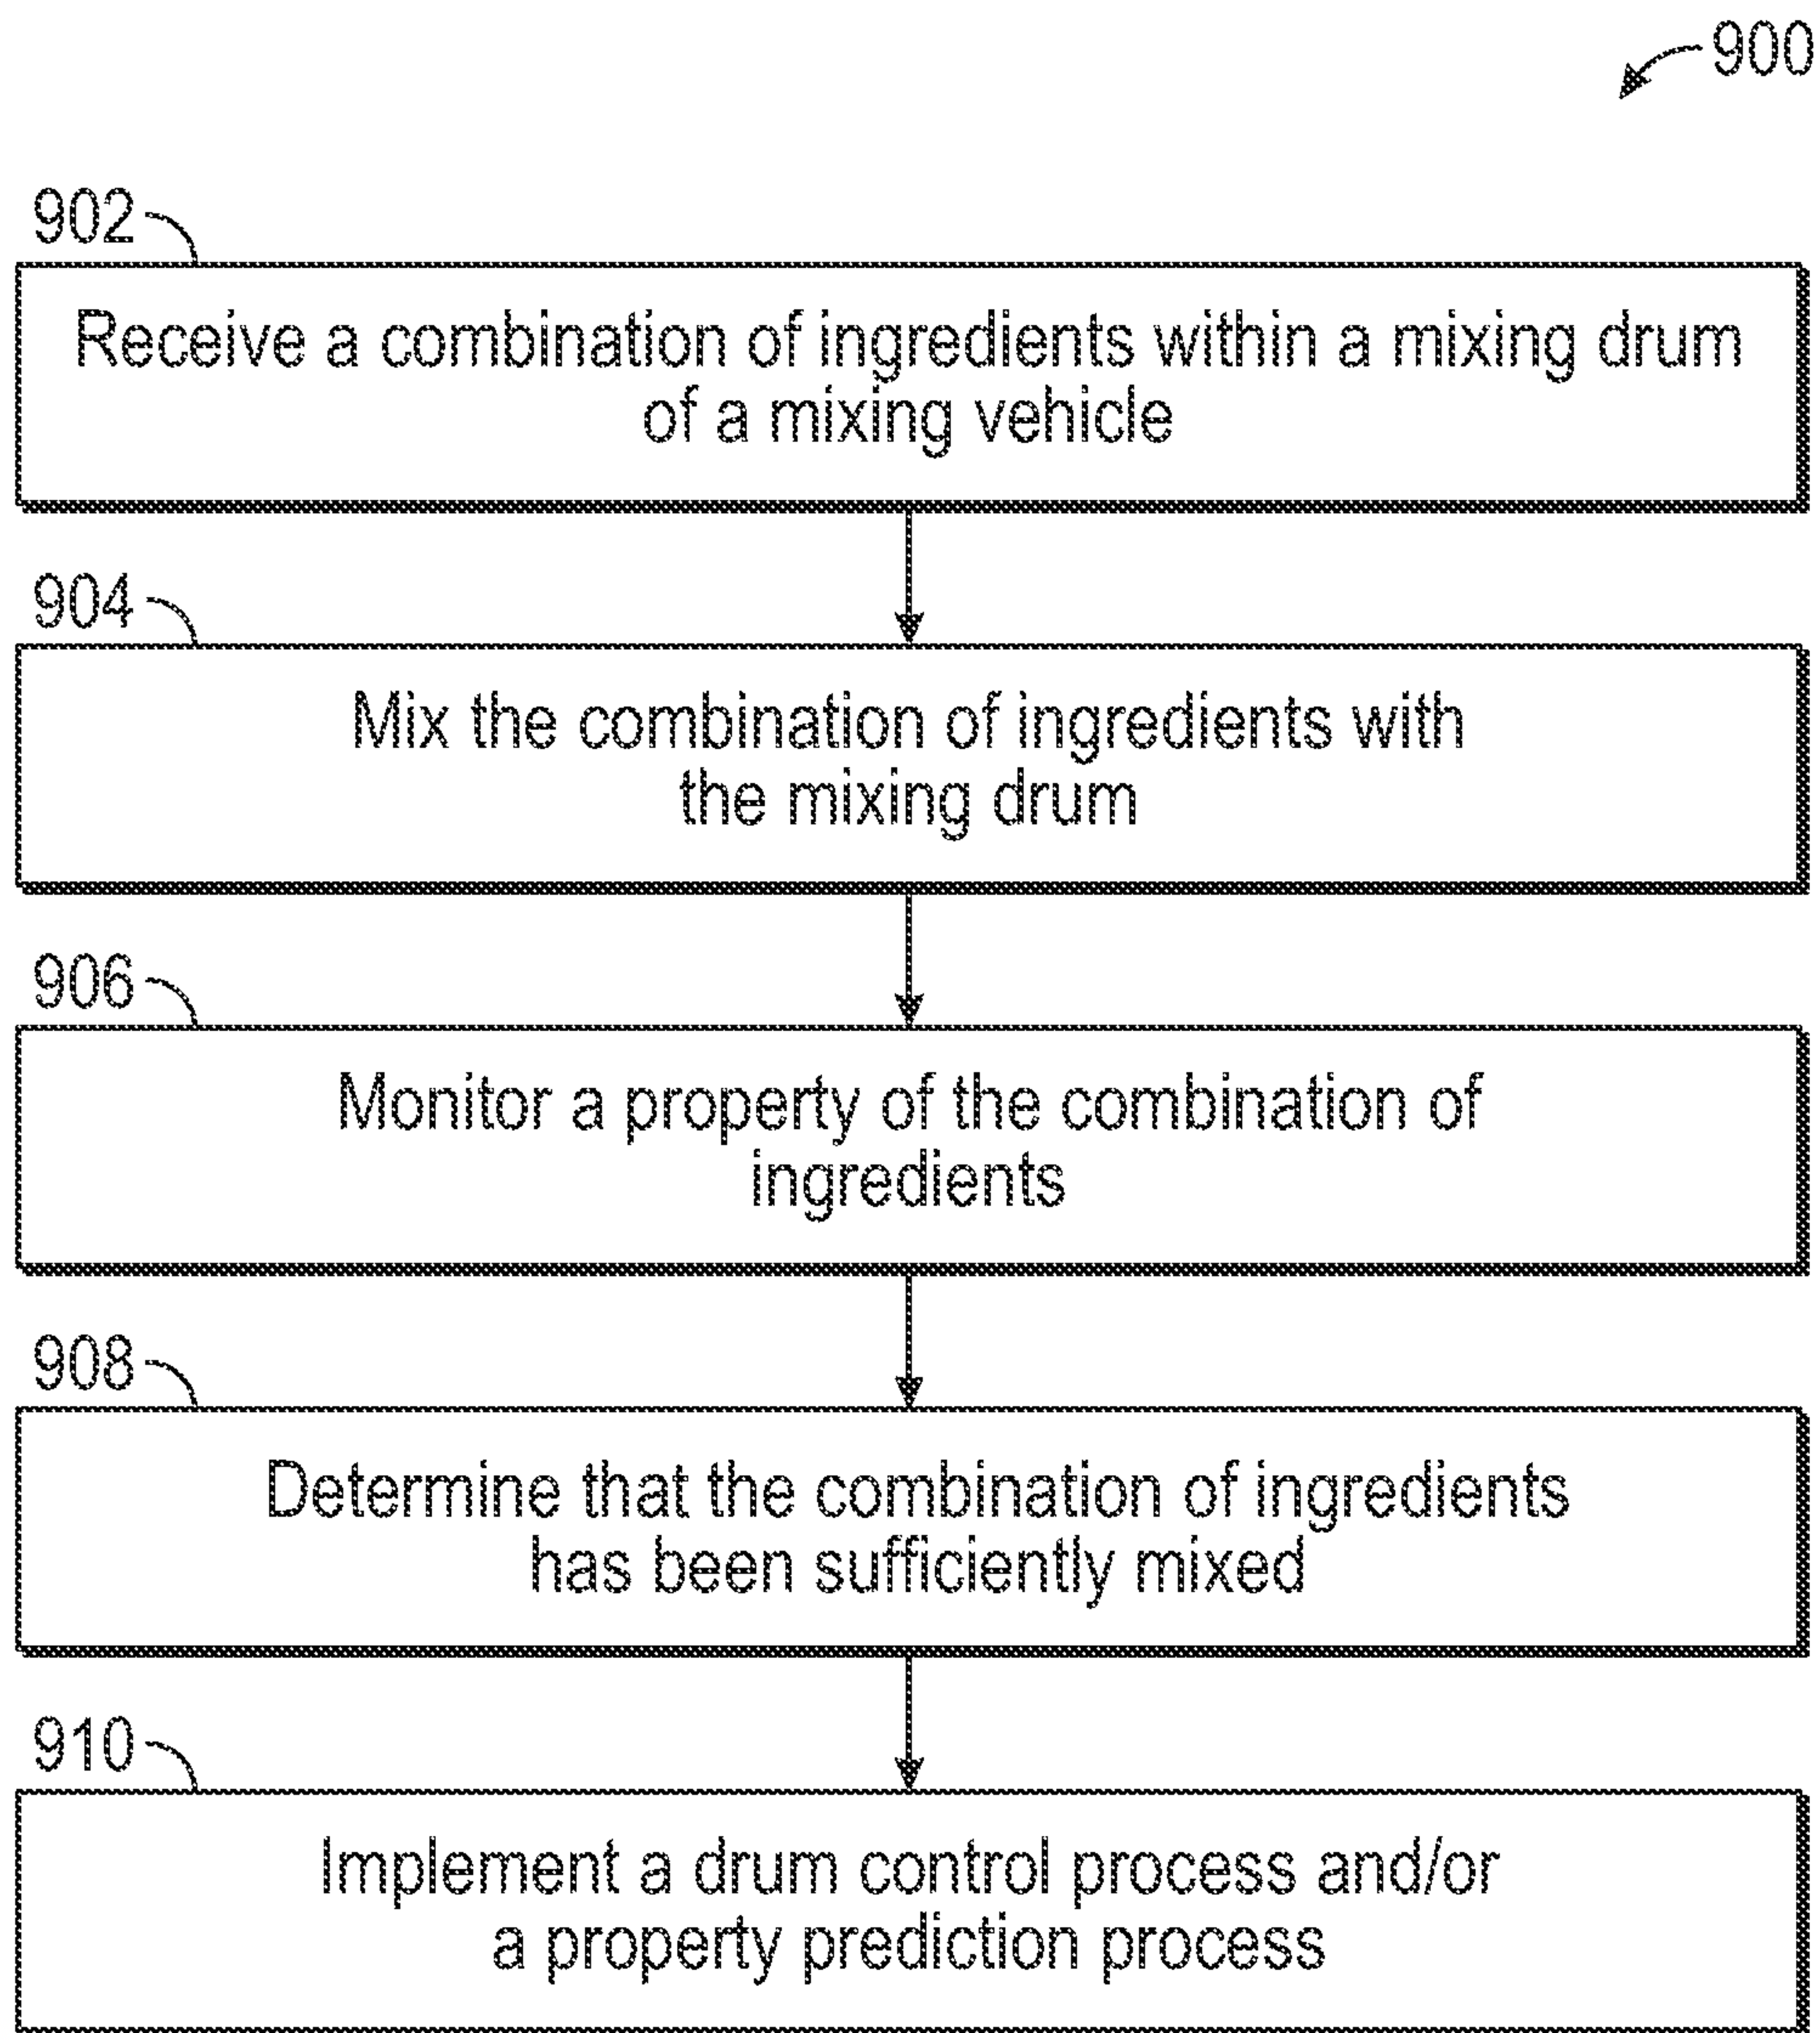 900
902
Receive a combination of ingredients within a mixing drum
of a mixing vehicle
904
Mix the combination of ingredients with
the mixing drum
906
Monitor a property of the combination of
ingredients
908
Determine that the combination of ingredients
has been sufficiently mixed
910
Implement a drum control process and/or
a property prediction process